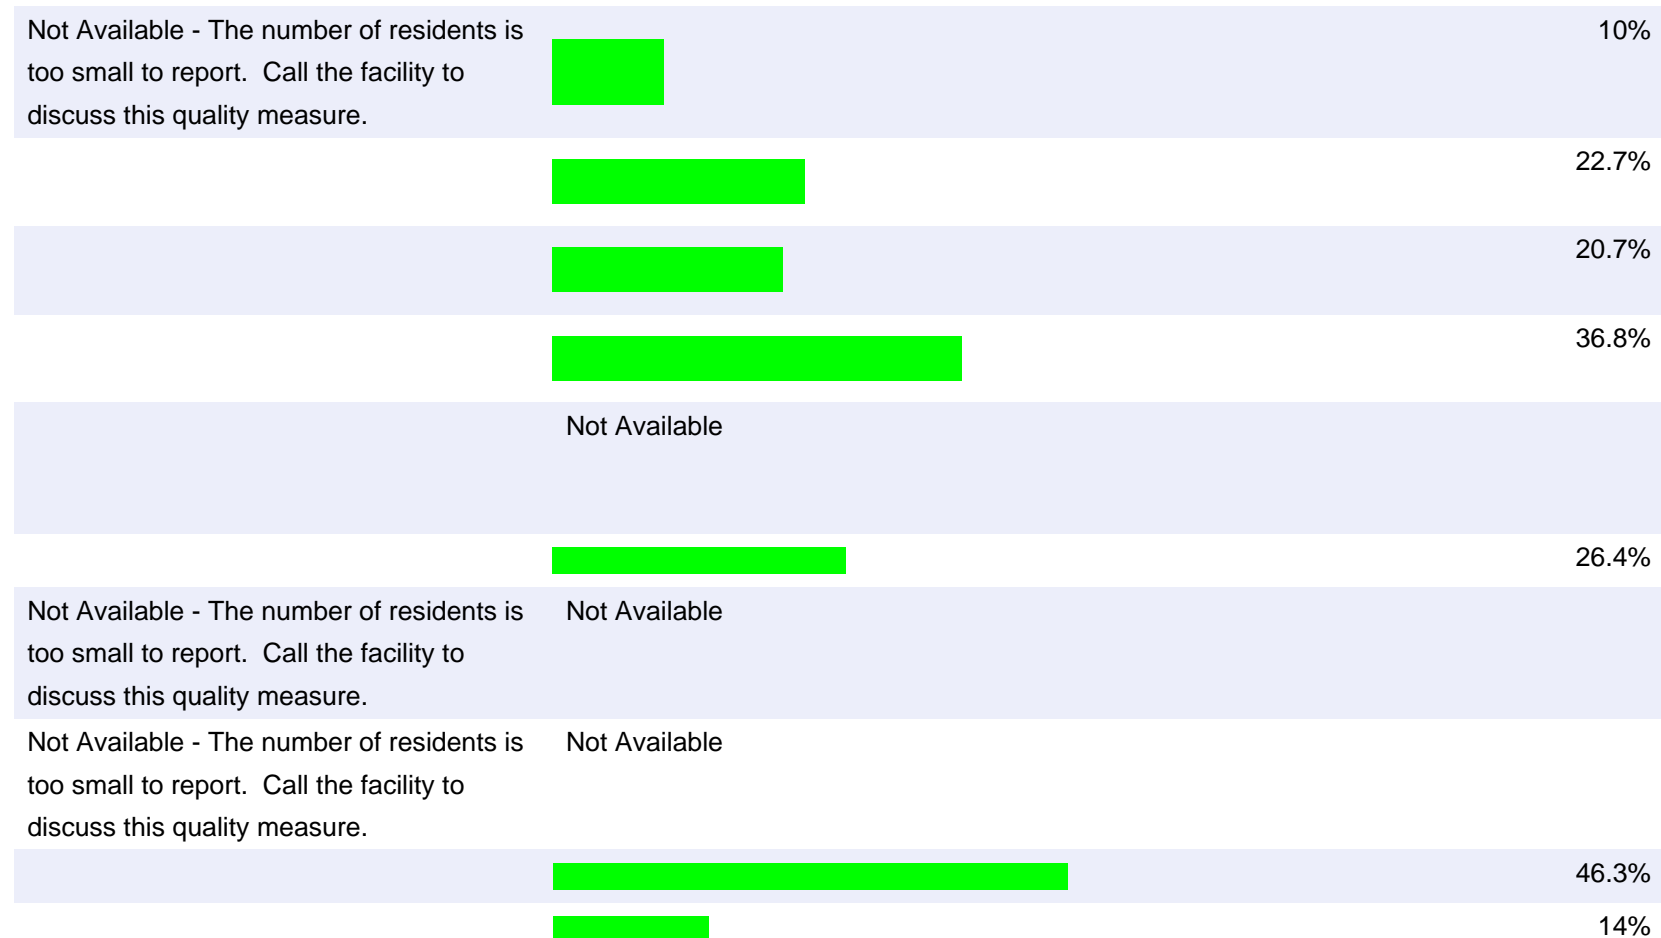 Not Available - The number of residents is
too small to report.  Call the facility to
discuss this quality measure.
10%
22.7%
20.7%
36.8%
Not Available
26.4%
Not Available - The number of residents is
too small to report.  Call the facility to
discuss this quality measure.
Not Available
Not Available - The number of residents is
too small to report.  Call the facility to
discuss this quality measure.
Not Available
46.3%
14%